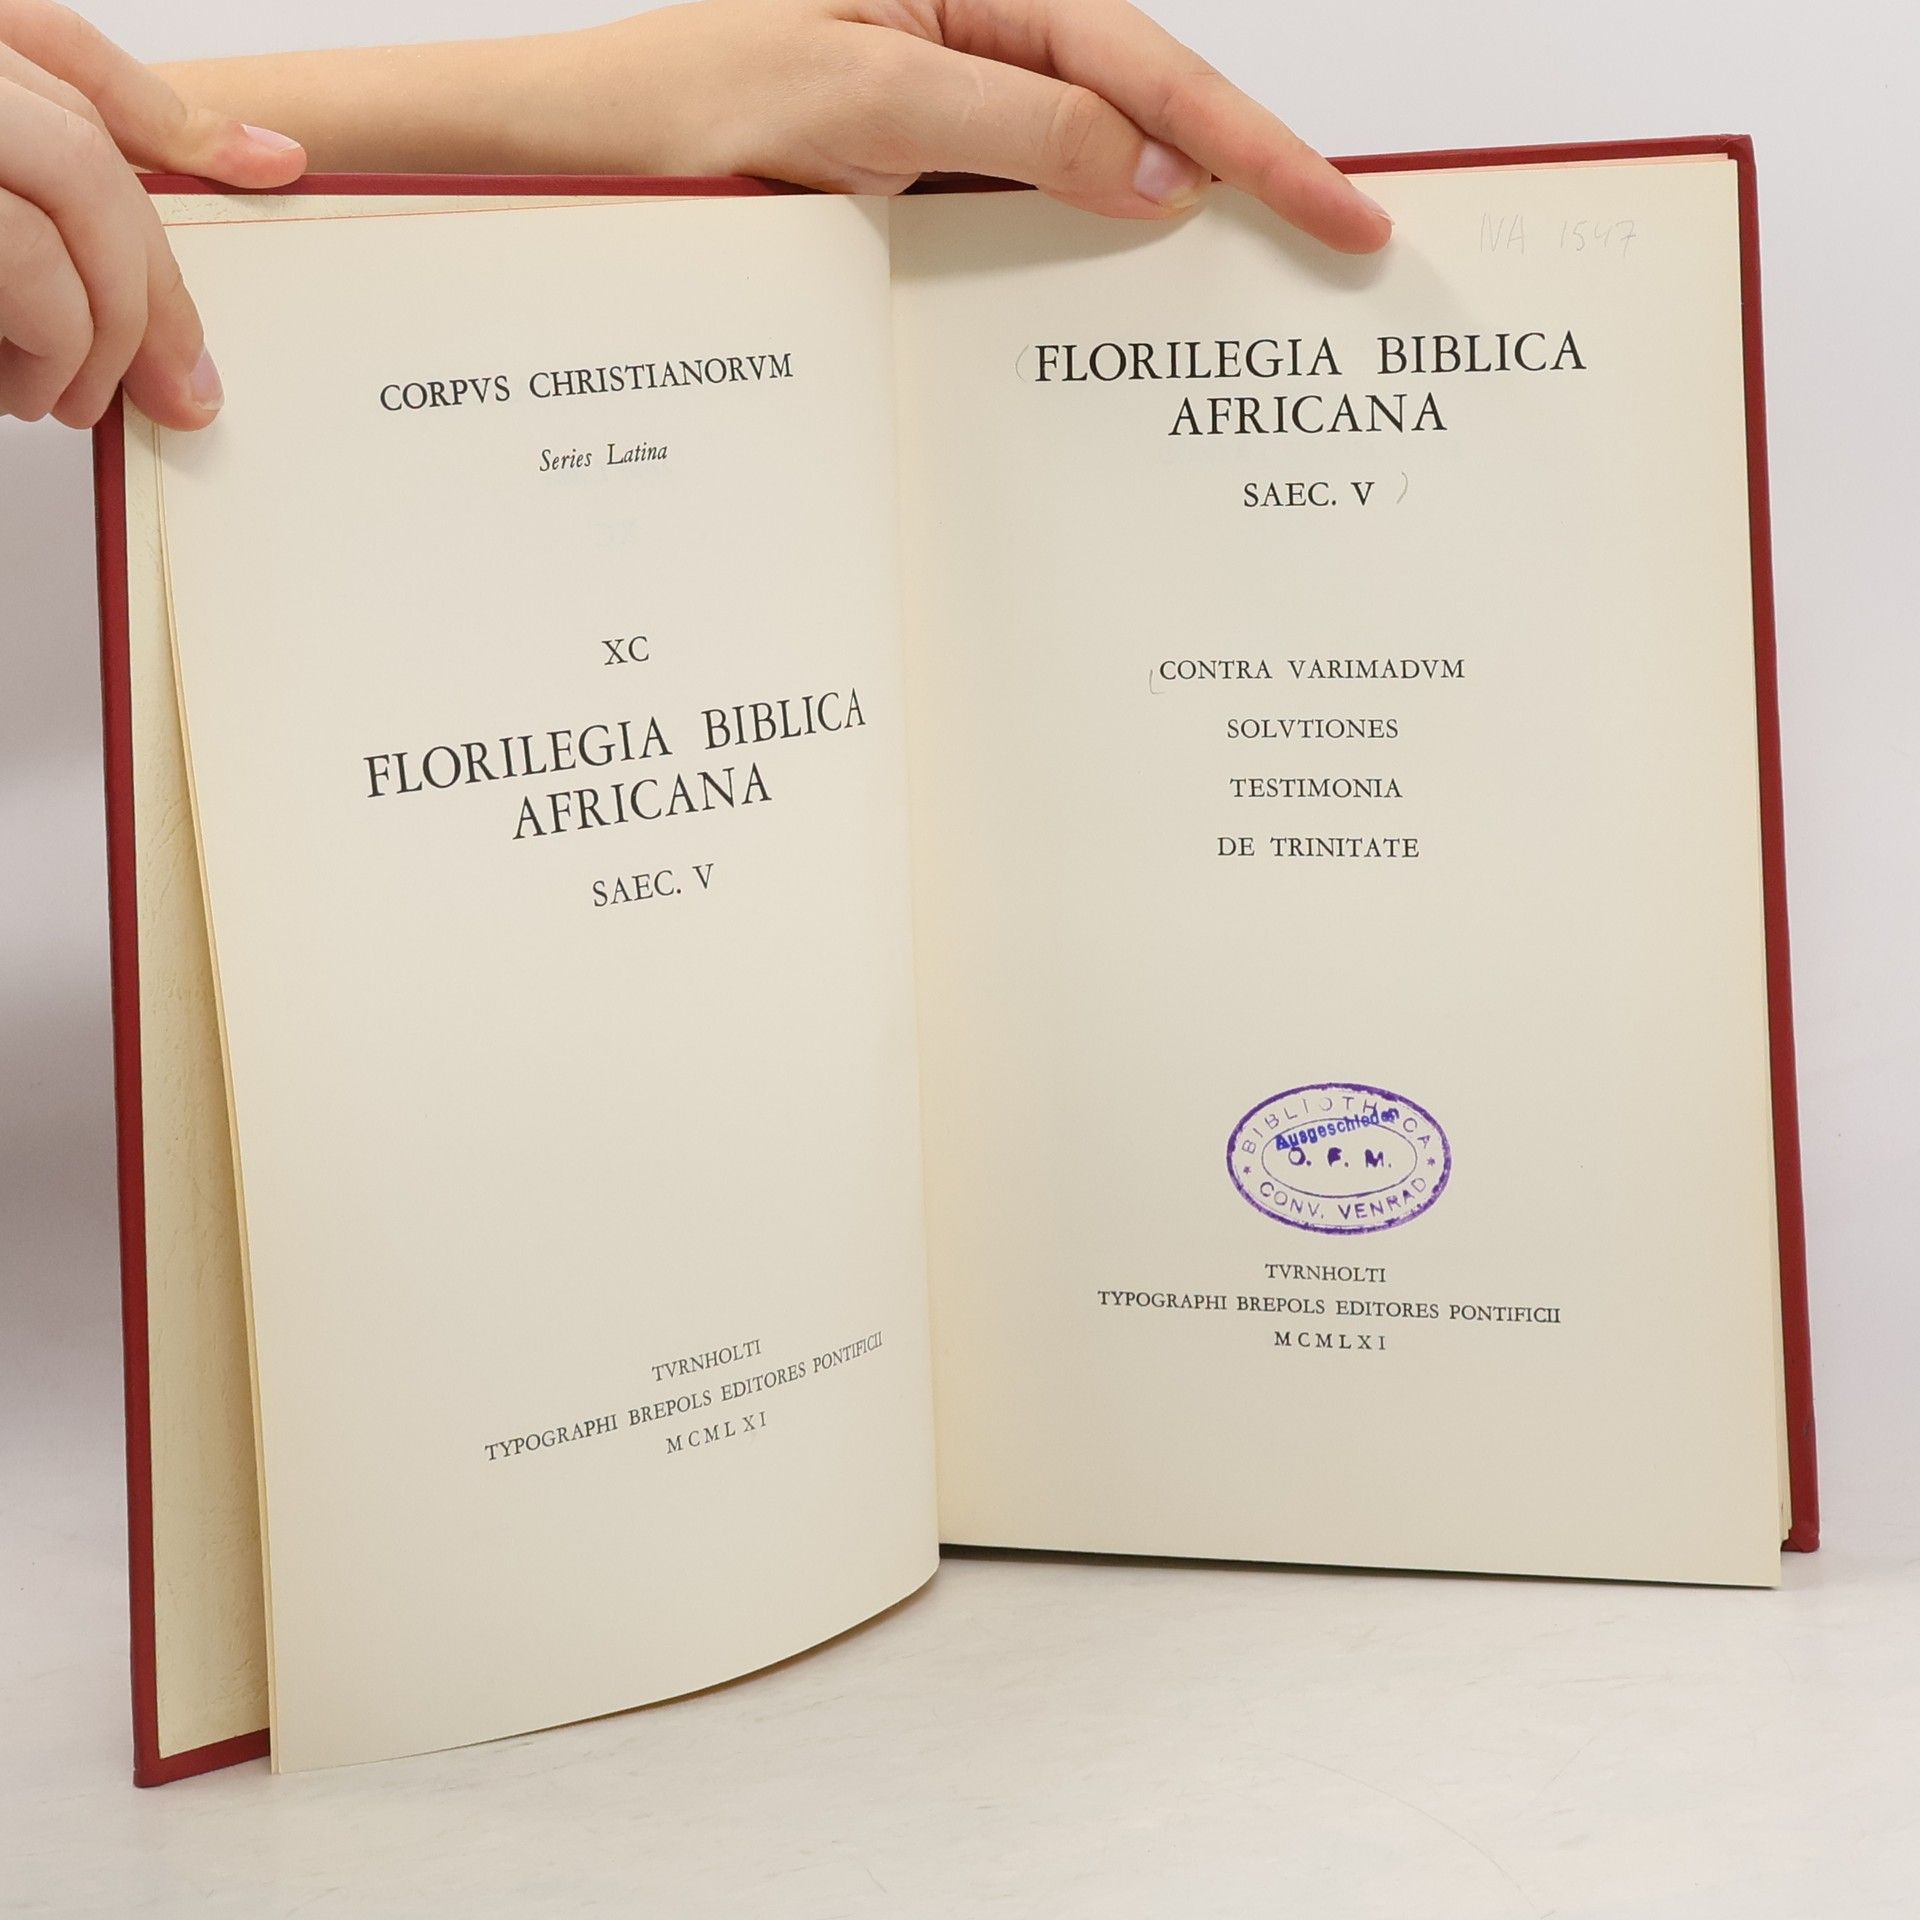 CORPVS CHRISTIANORVM
Series Latina
XC
FLORILEGIA BIBLICA
AFRICANA
SAEC. V
TVRNHOLTI
TYPOGRAPHI BREPOLS EDITORES PONTIFICII
MCMLXI
IVA 1547
(FLORILEGIA BIBLICA
AFRICANA
SAEC. V )
CONTRA VARIMADVM
SOLVTIONES
TESTIMONIA
DE TRINITATE
BIBLIOTHECA
Ausgeschieden
O. F. M.
* CONV. VENRAD *
TVRNHOLTI
TYPOGRAPHI BREPOLS EDITORES PONTIFICII
MCMLXI